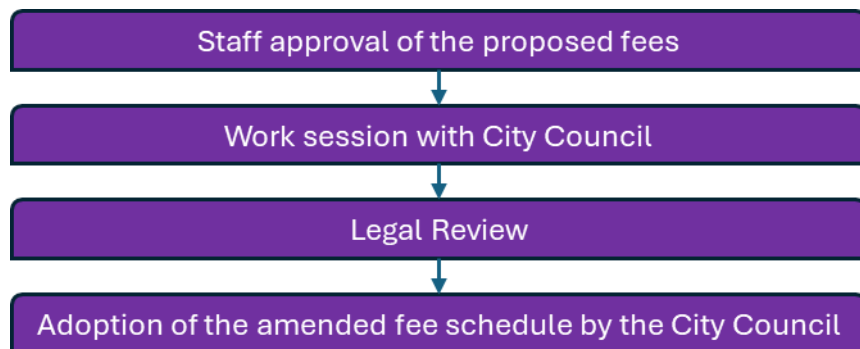 Staff approval of the proposed fees
Work session with City Council
Legal Review
Adoption of the amended fee schedule by the City Council